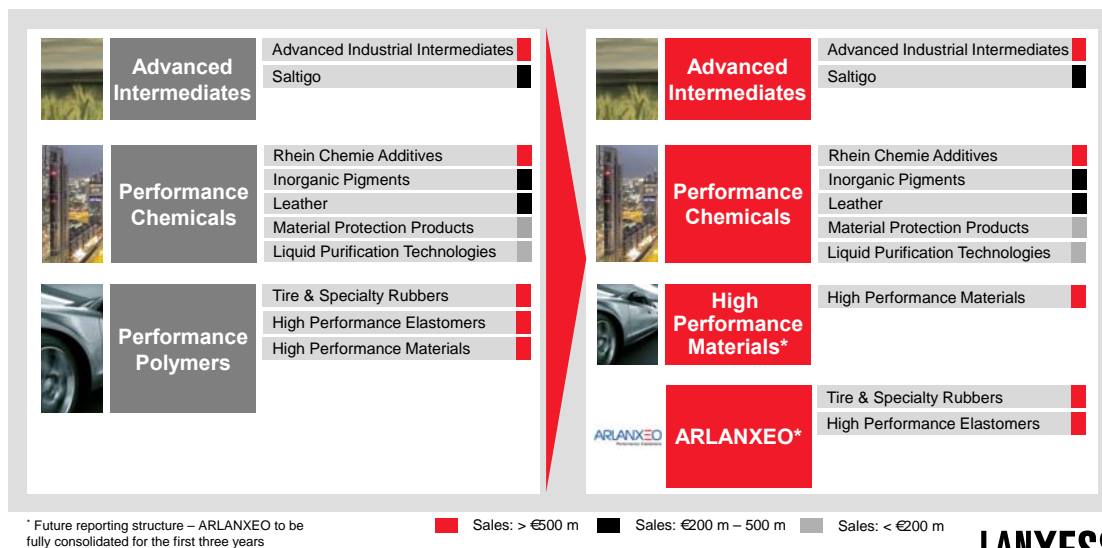 Advanced
Intermediates
Advanced Industrial Intermediates
Saltigo
Performance
Chemicals
Rhein Chemie Additives
Inorganic Pigments
Leather
Material Protection Products
Liquid Purification Technologies
Performance
Polymers
Tire & Specialty Rubbers
High Performance Elastomers
High Performance Materials
Advanced
Intermediates
Advanced Industrial Intermediates
Saltigo
Performance
Chemicals
Rhein Chemie Additives
Inorganic Pigments
Leather
Material Protection Products
Liquid Purification Technologies
High
Performance
Materials*
High Performance Materials
ARLANXEO
Performance Elastomers
ARLANXEO*
Tire & Specialty Rubbers
High Performance Elastomers
* Future reporting structure – ARLANXEO to be
fully consolidated for the first three years
Sales: > €500 m
Sales: €200 m – 500 m
Sales: < €200 m
LANXESS